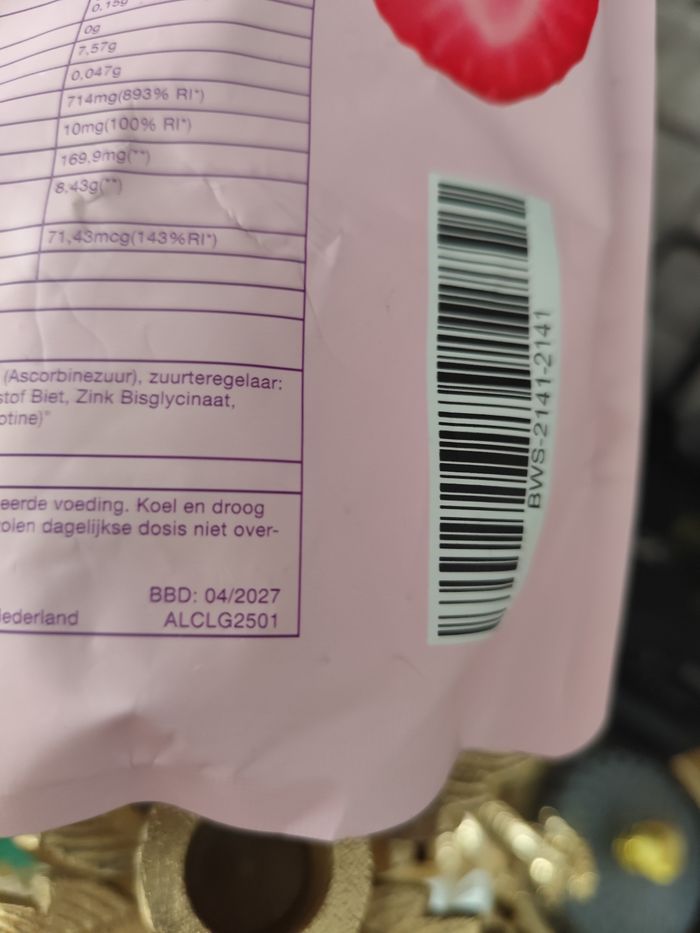 0.15g
0g
7,57g
0,047g
714mg(893% RI*)
10mg(100% RI*)
169,9mg(**)
8,43g(**)
71,43mcg(143%RI*)
(Ascorbinezuur), zuurteregelaar:
stof Biet, Zink Bisglycinaat,
otine)"
eerde voeding. Koel en droog
olen dagelijkse dosis niet over-
BBD: 04/2027
ederland ALCLG2501
BWS-2141-2141